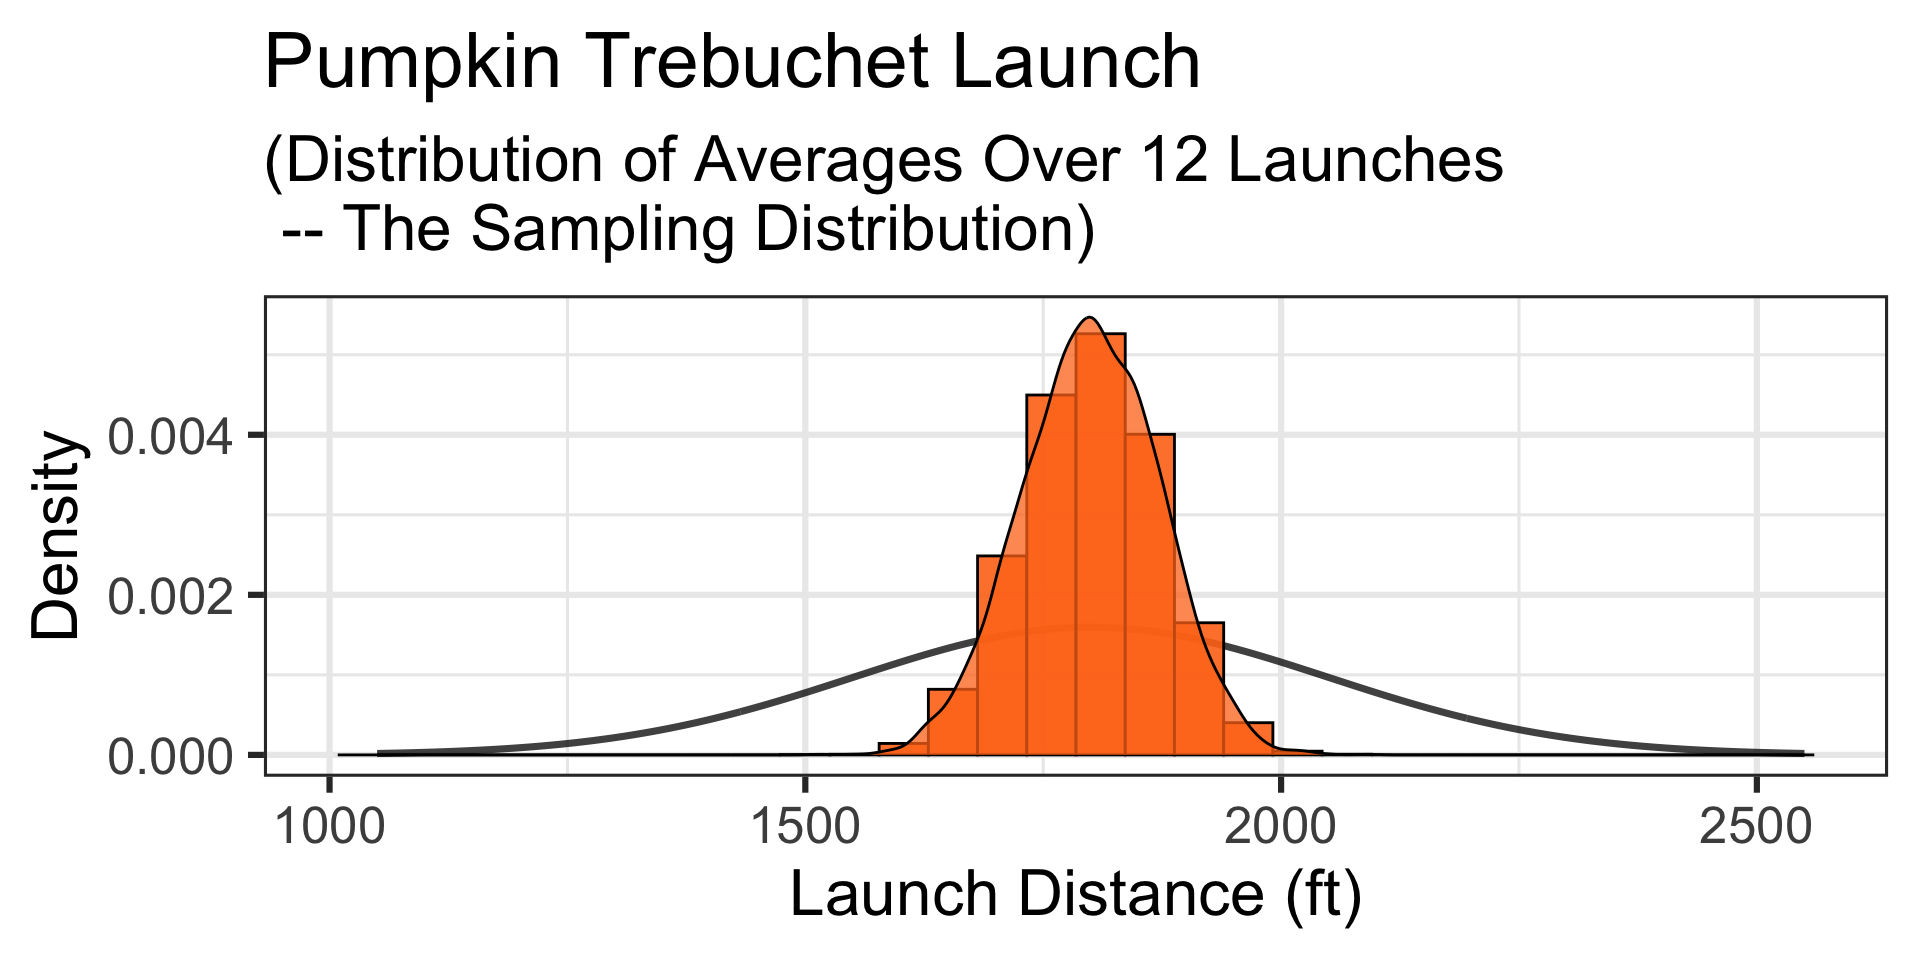 Pumpkin Trebuchet Launch
(Distribution of Averages Over 12 Launches
-- The Sampling Distribution)
Density
0.004
0.002
0.000
1000 1500 2000 2500
Launch Distance (ft)